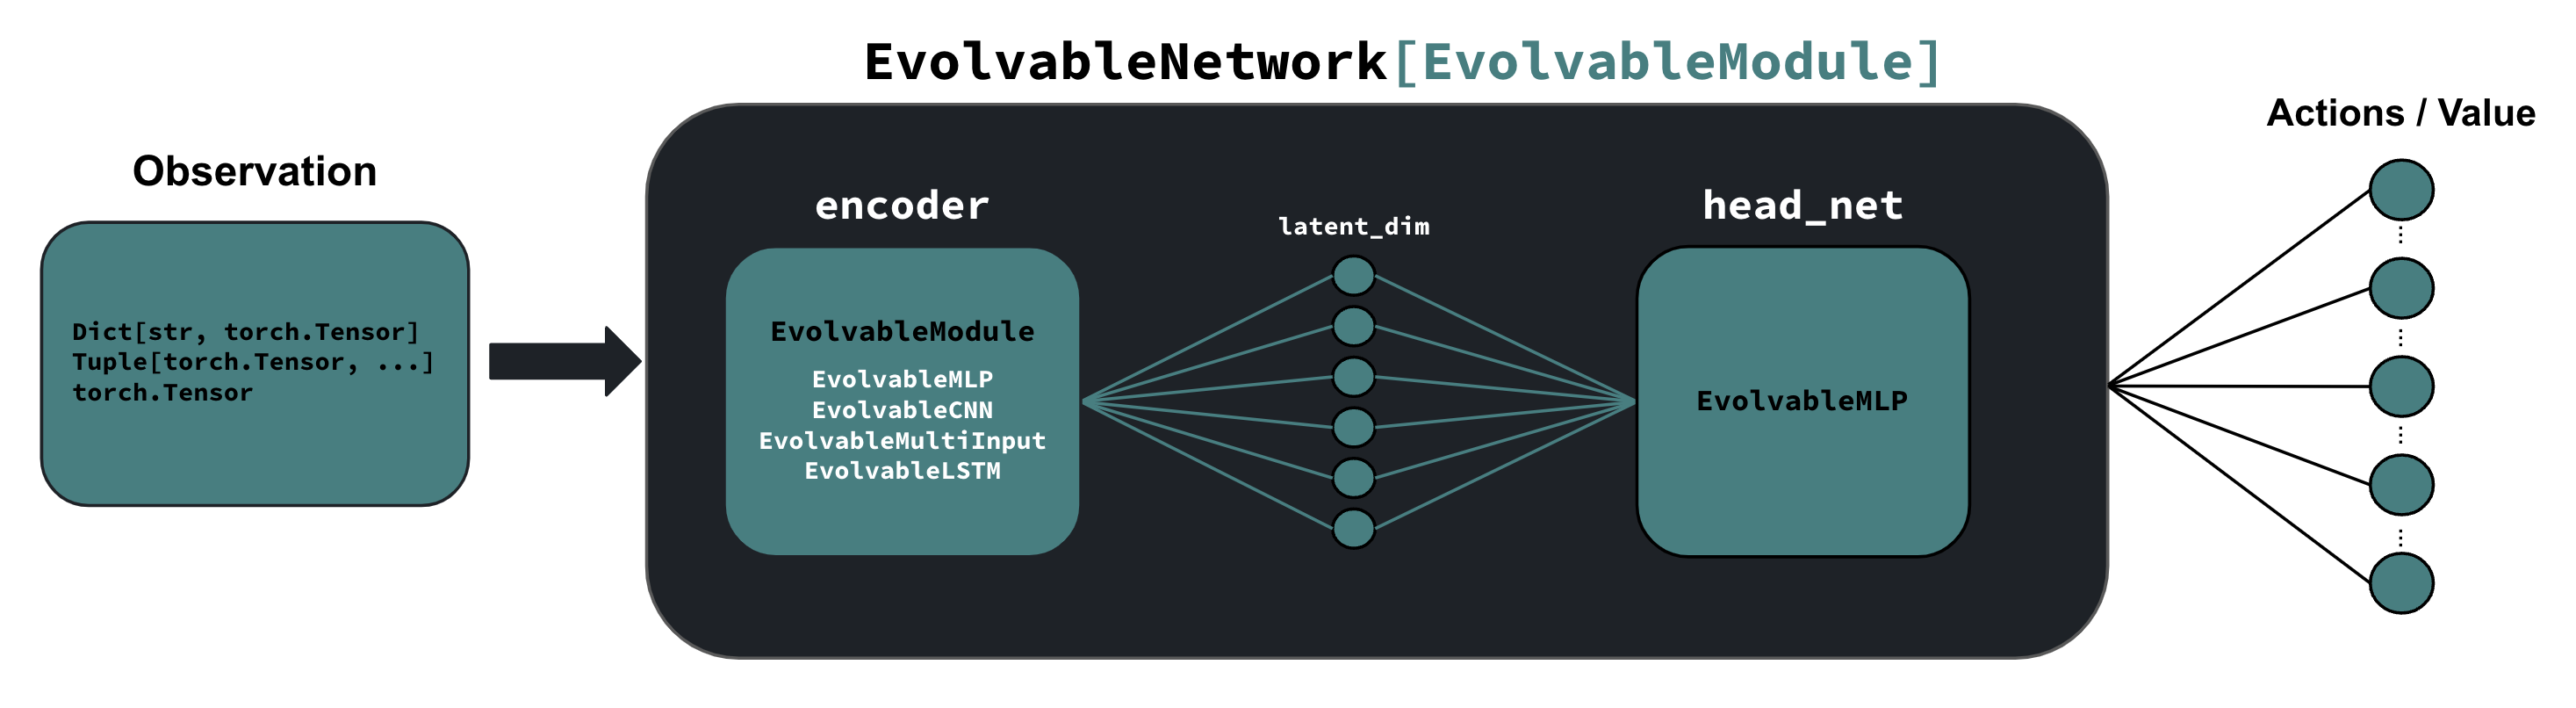 EvolvableNetwork[EvolvableModule]
Observation
Dict[str, torch.Tensor]
Tuple[torch.Tensor, ...]
torch.Tensor
encoder
EvolvableModule
EvolvableMLP
EvolvableCNN
EvolvableMultiInput
EvolvableLSTM
latent_dim
head_net
EvolvableMLP
Actions / Value